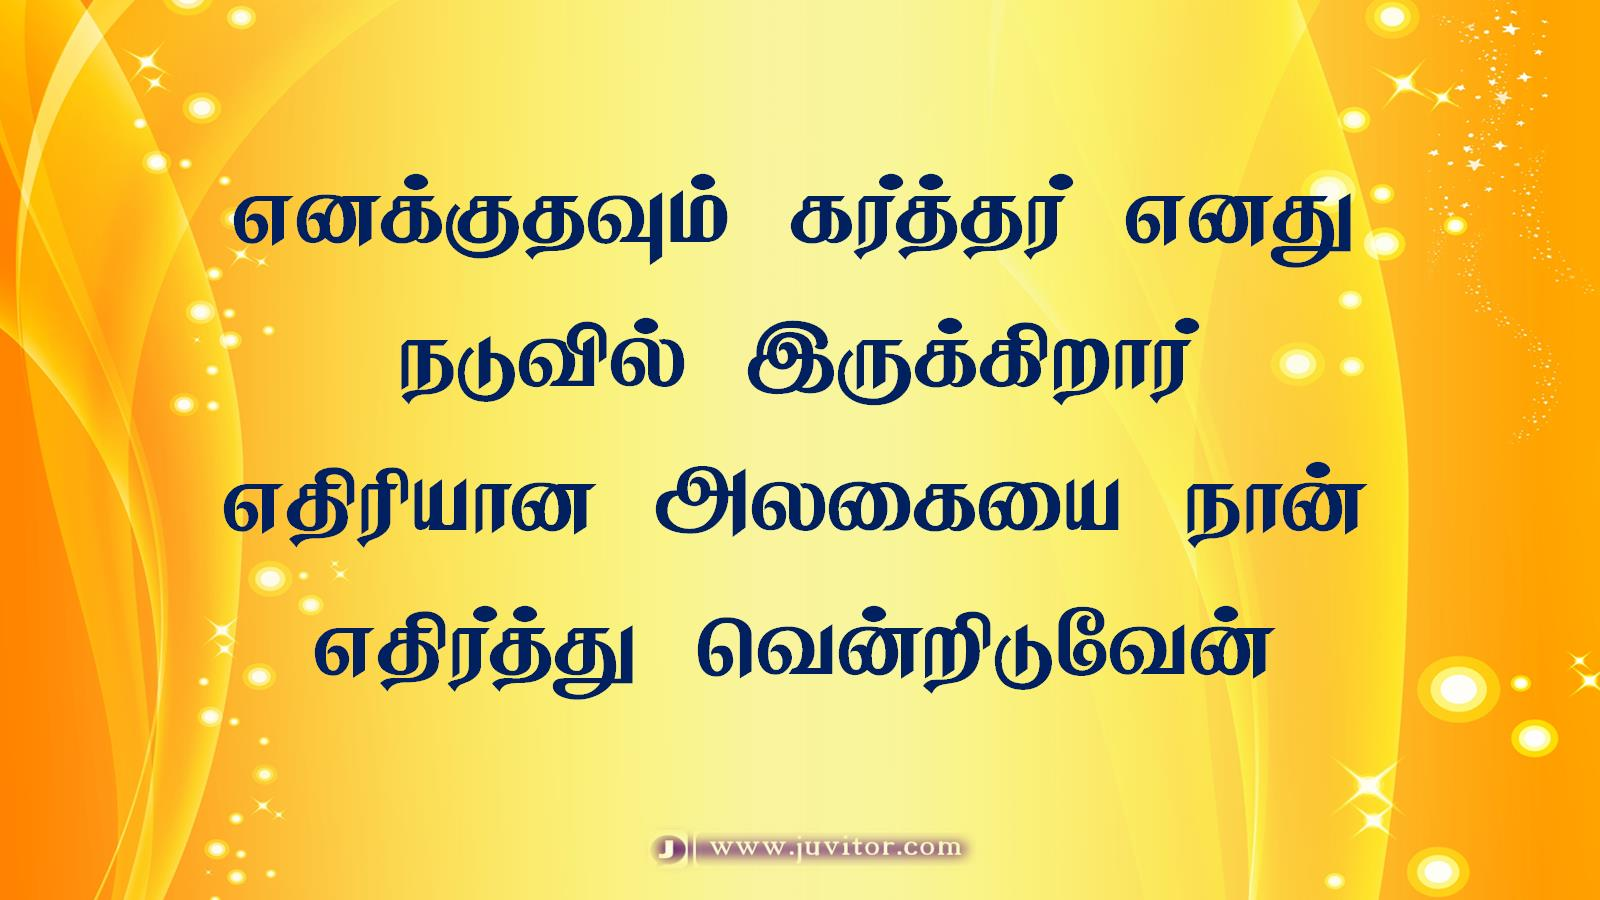 எனக்குதவும் கர்த்தர் எனது
நடுவில் இருக்கிறார்
எதிரியான அலகையை நான்
எதிர்த்து வென்றிடுவேன்
J www.juvitor.com